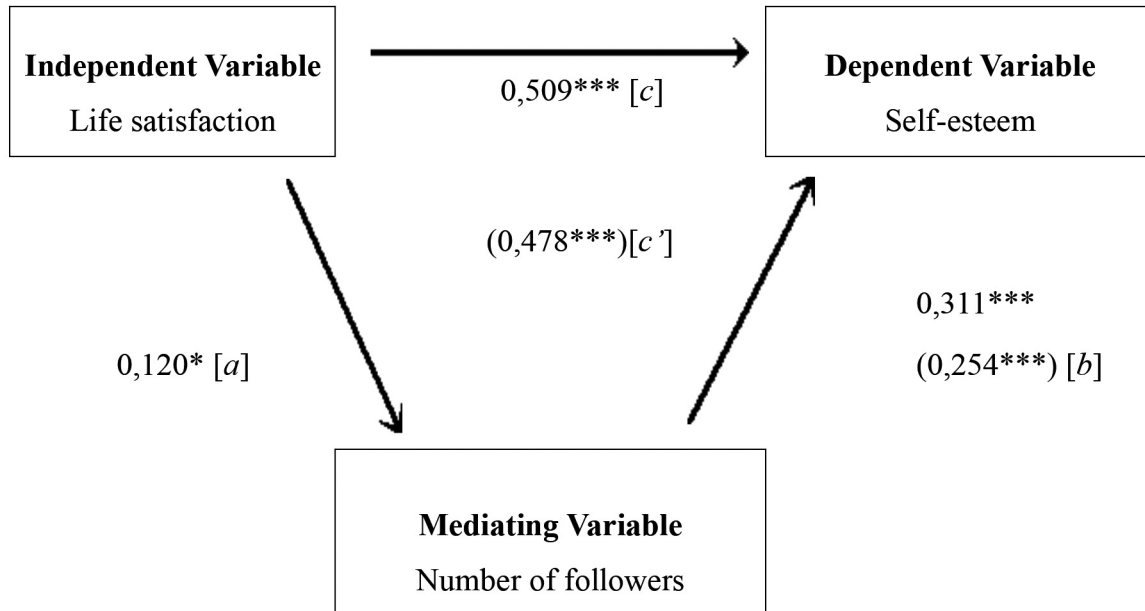 Independent Variable
Life satisfaction
0,509*** [c]
Dependent Variable
Self-esteem
(0,478***)[c’]
0,311***
(0,254***) [b]
0,120* [a]
Mediating Variable
Number of followers